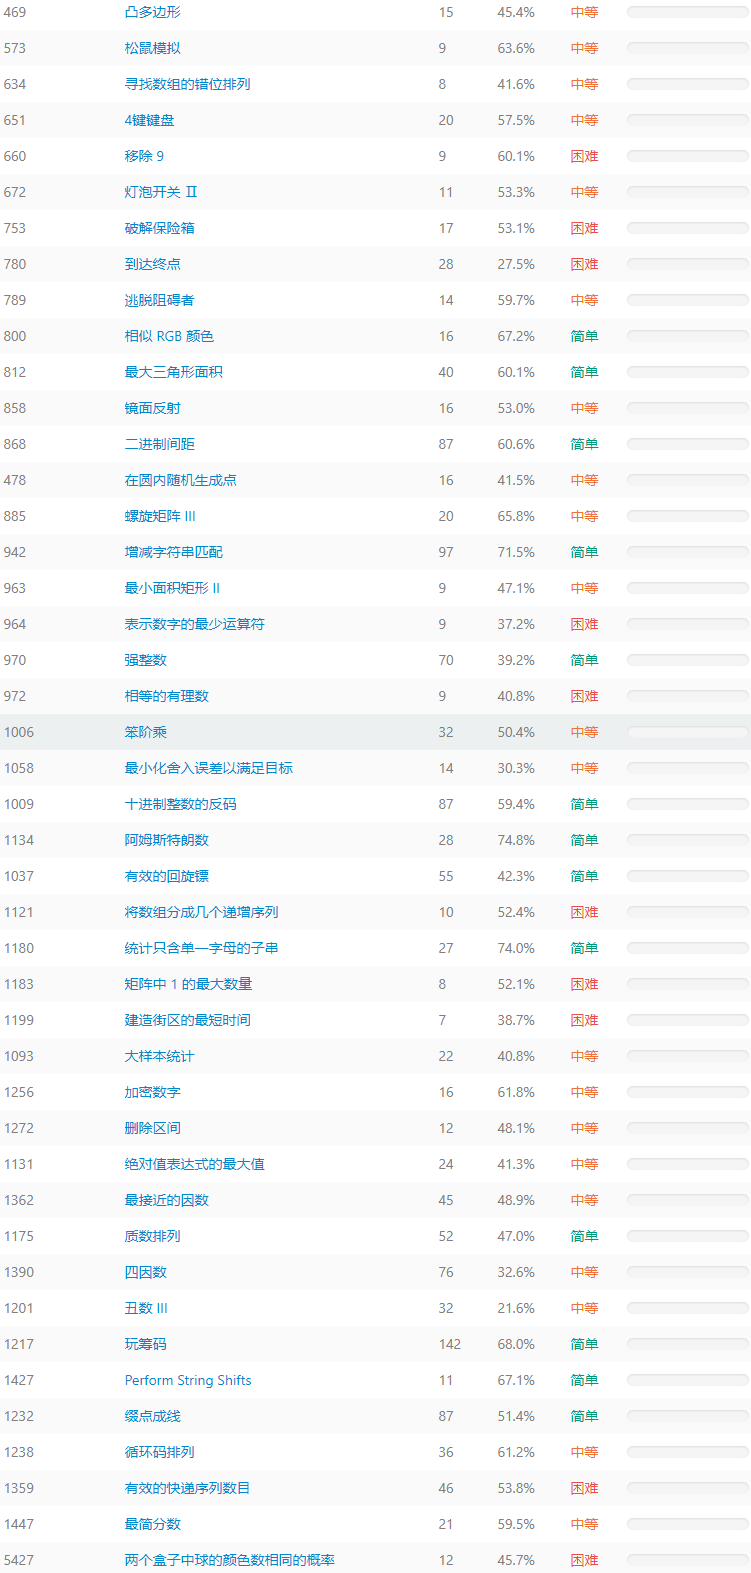 469 凸多边形 15 45.4% 中等
573 松鼠模拟 9 63.6% 中等
634 寻找数组的错位排列 8 41.6% 中等
651 4键键盘 20 57.5% 中等
660 移除 9 9 60.1% 困难
672 灯泡开关 Ⅱ 11 53.3% 中等
753 破解保险箱 17 53.1% 困难
780 到达终点 28 27.5% 困难
789 逃脱阻碍者 14 59.7% 中等
800 相似 RGB 颜色 16 67.2% 简单
812 最大三角形面积 40 60.1% 简单
858 镜面反射 16 53.0% 中等
868 二进制间距 87 60.6% 简单
478 在圆内随机生成点 16 41.5% 中等
885 螺旋矩阵 III 20 65.8% 中等
942 增减字符串匹配 97 71.5% 简单
963 最小面积矩形 II 9 47.1% 中等
964 表示数字的最少运算符 9 37.2% 困难
970 强整数 70 39.2% 简单
972 相等的有理数 9 40.8% 困难
1006 笨阶乘 32 50.4% 中等
1058 最小化舍入误差以满足目标 14 30.3% 中等
1009 十进制整数的反码 87 59.4% 简单
1134 阿姆斯特朗数 28 74.8% 简单
1037 有效的回旋镖 55 42.3% 简单
1121 将数组分成几个递增序列 10 52.4% 困难
1180 统计只含单一字母的子串 27 74.0% 简单
1183 矩阵中 1 的最大数量 8 52.1% 困难
1199 建造街区的最短时间 7 38.7% 困难
1093 大样本统计 22 40.8% 中等
1256 加密数字 16 61.8% 中等
1272 删除区间 12 48.1% 中等
1131 绝对值表达式的最大值 24 41.3% 中等
1362 最接近的因数 45 48.9% 中等
1175 质数排列 52 47.0% 简单
1390 四因数 76 32.6% 中等
1201 丑数 III 32 21.6% 中等
1217 玩筹码 142 68.0% 简单
1427 Perform String Shifts 11 67.1% 简单
1232 缀点成线 87 51.4% 简单
1238 循环码排列 36 61.2% 中等
1359 有效的快递序列数目 46 53.8% 困难
1447 最简分数 21 59.5% 中等
5427 两个盒子中球的颜色数相同的概率 12 45.7% 困难